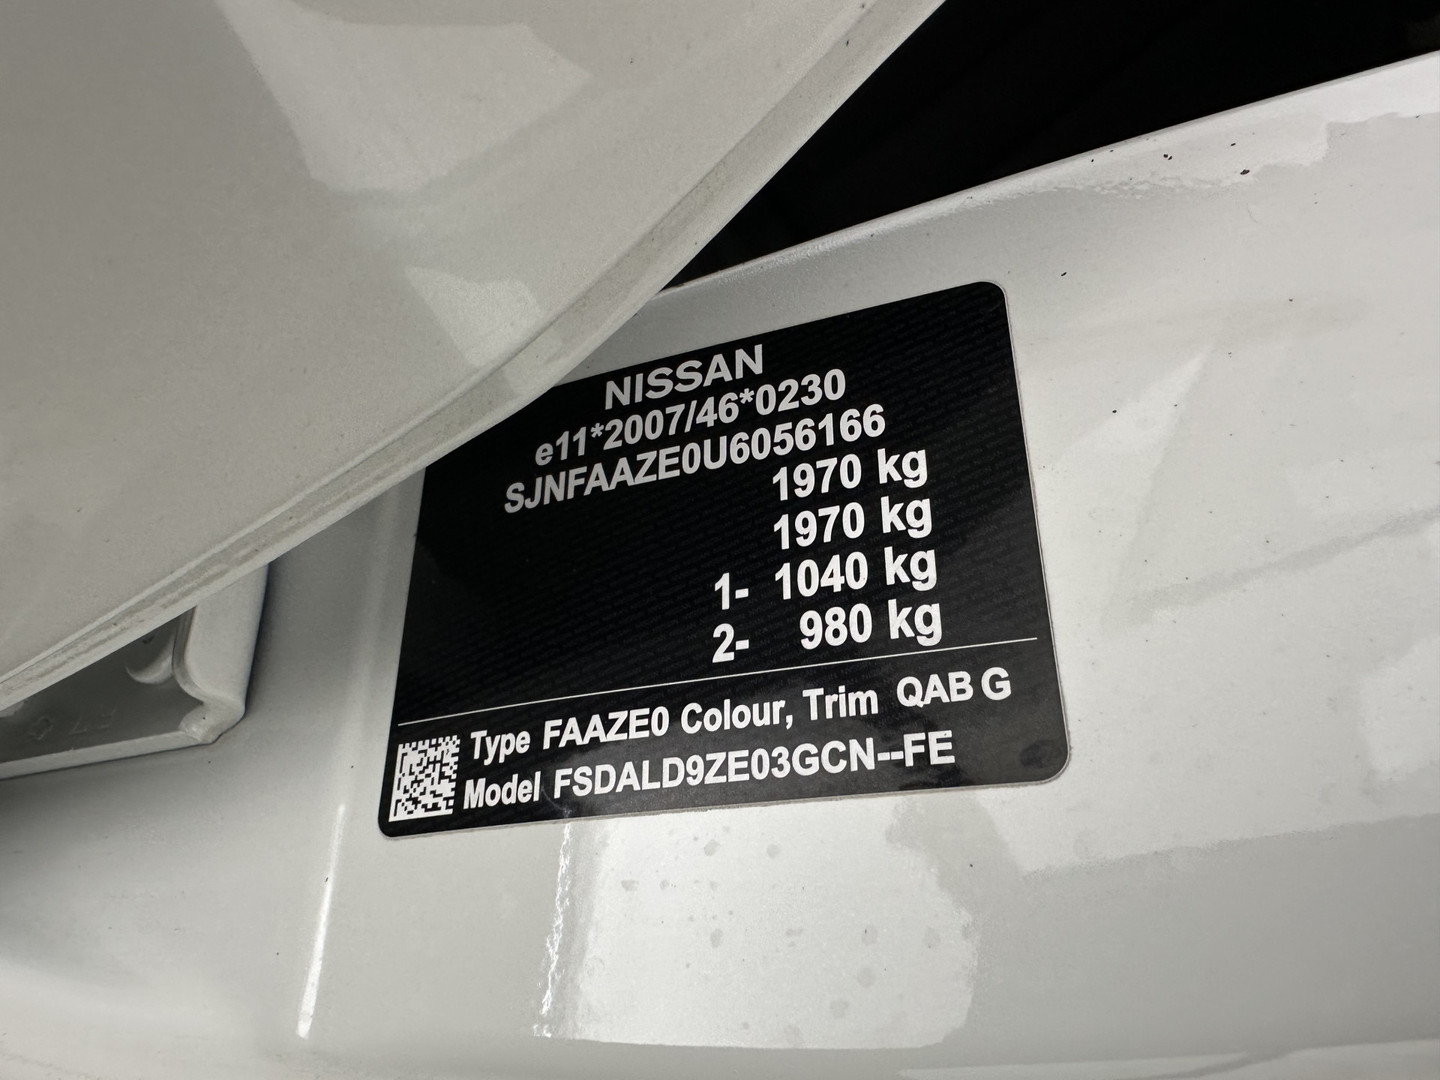 NISSAN
e11*2007/46*0230
SJNFAAZE0U6056166
1970 kg
1970 kg
1- 1040 kg
2- 980 kg
Type FAAZE0 Colour, Trim QAB G
Model FSDALD9ZE03GCN--FE